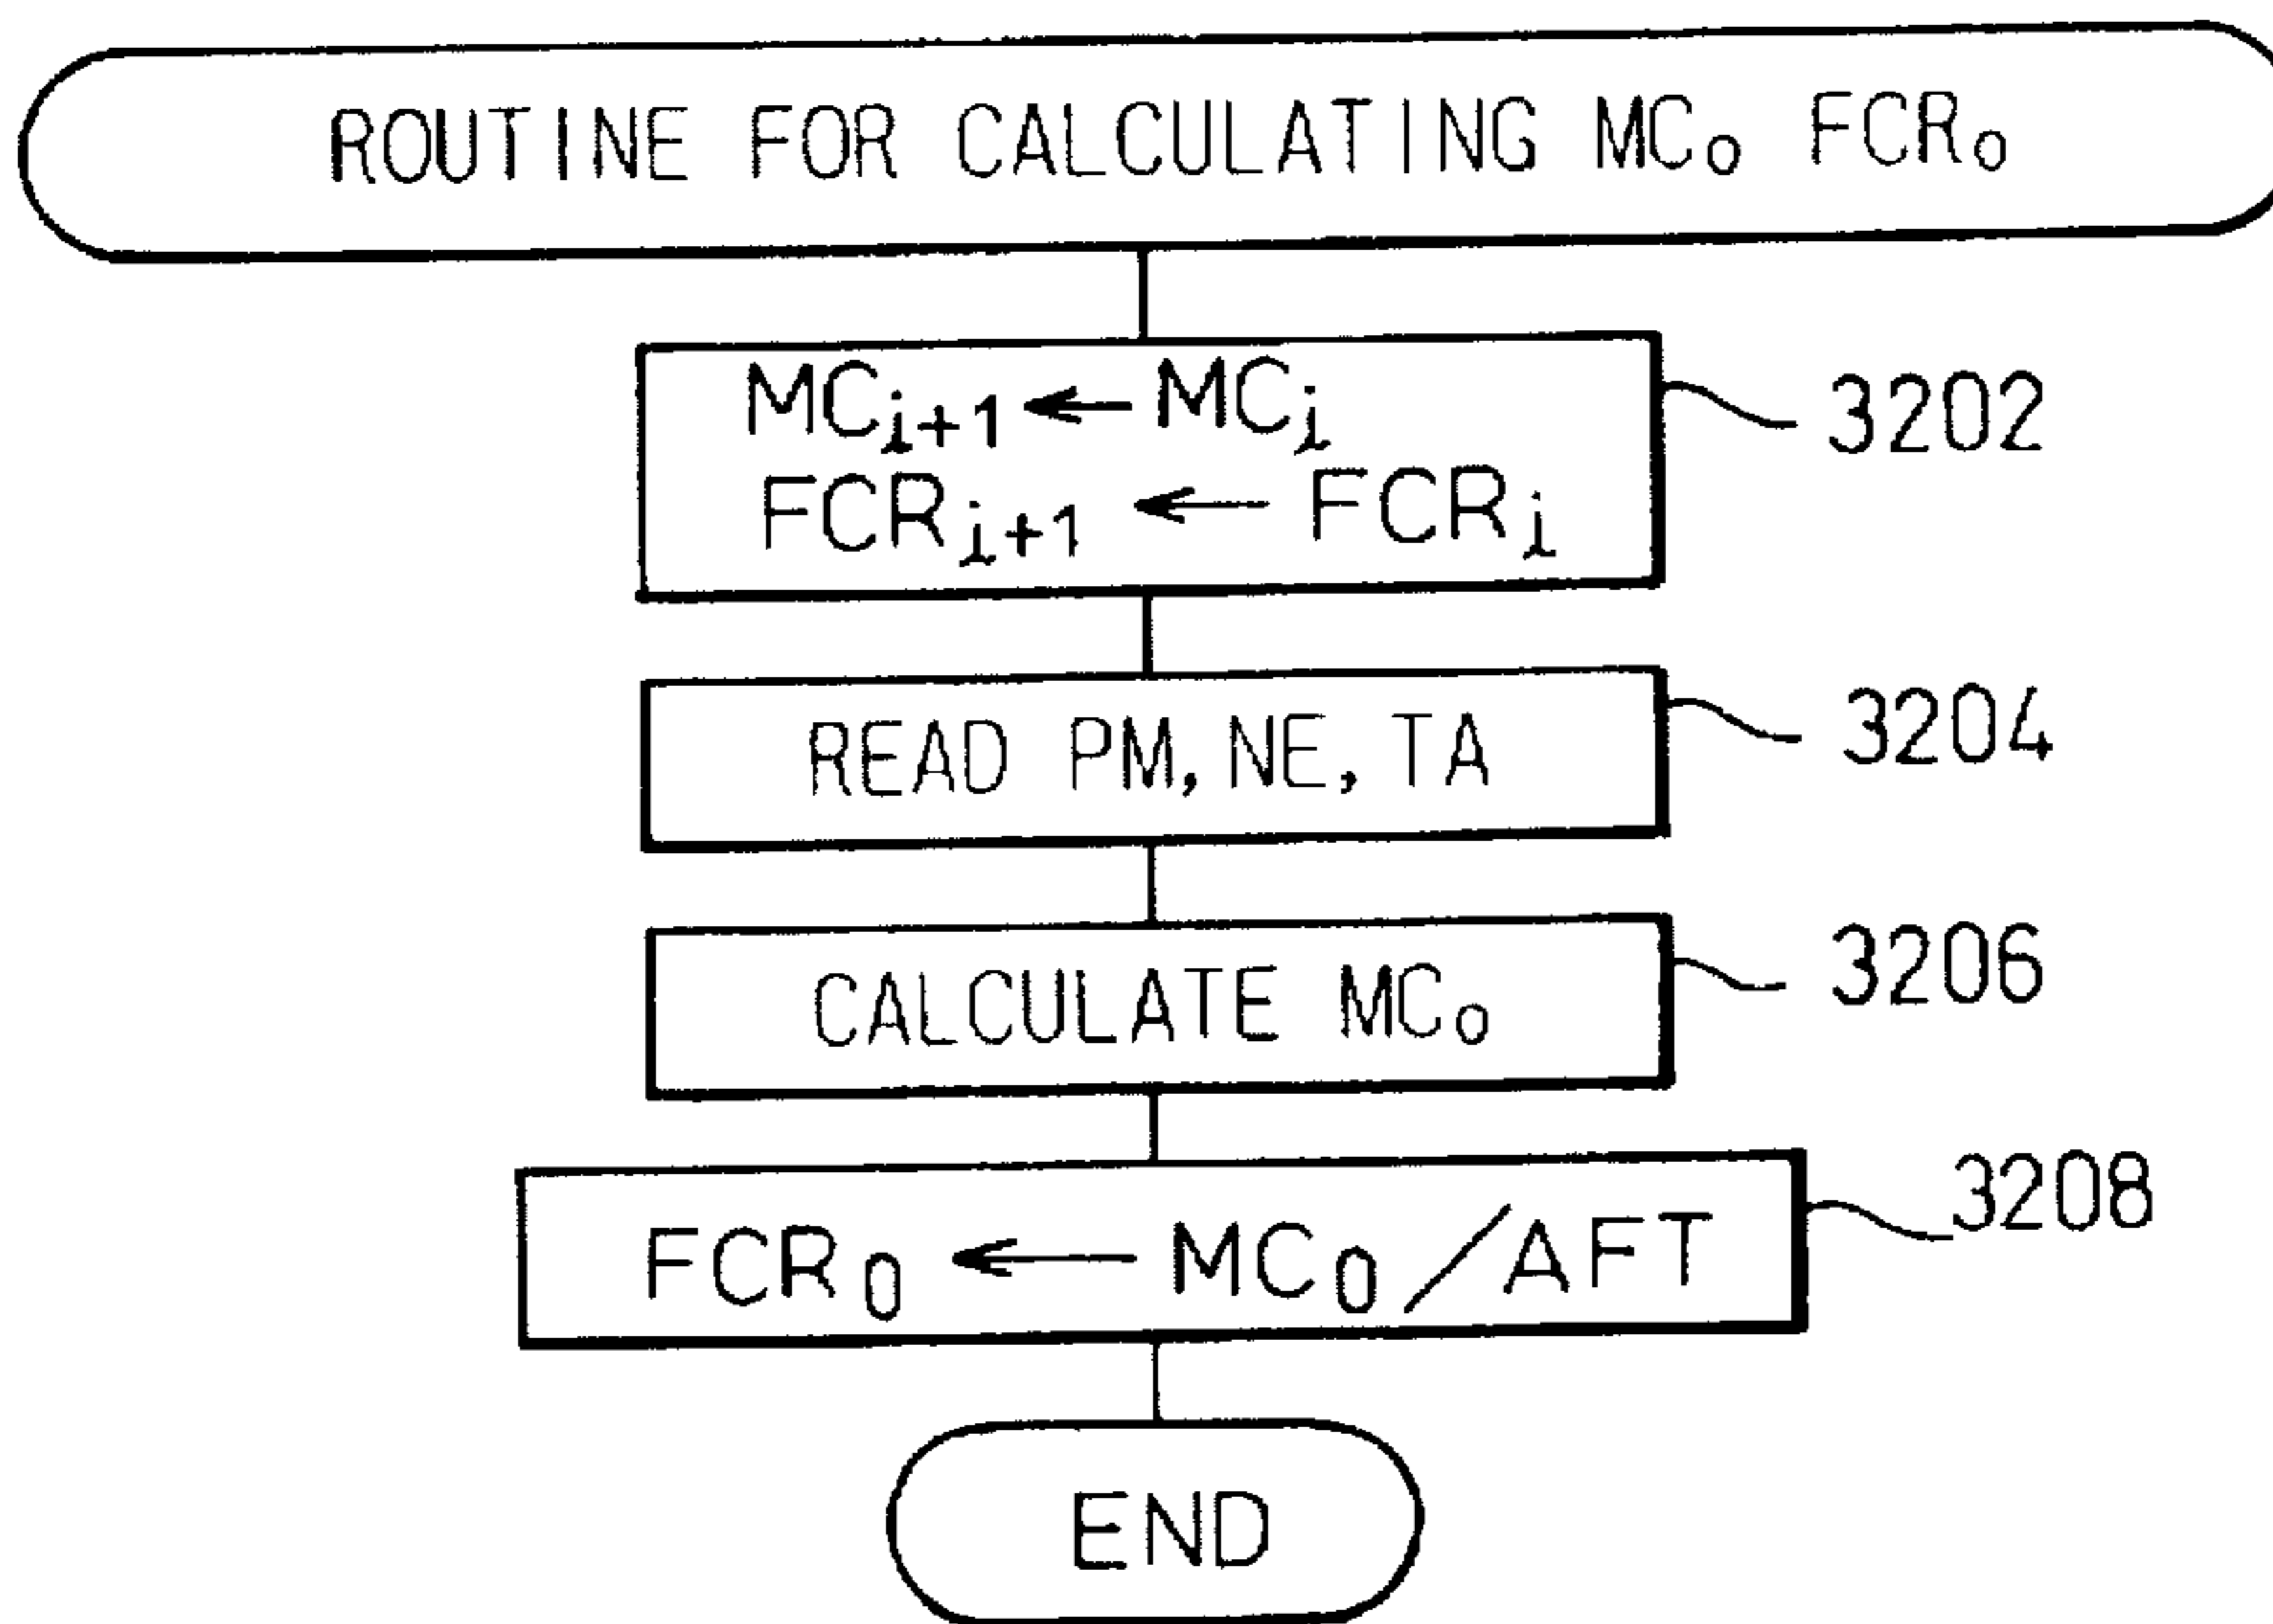 ROUTINE FOR CALCULATING MC₀ FCR₀
MCᵢ₊₁ ← MCᵢ
3202
FCRᵢ₊₁ ← FCRᵢ
READ PM, NE, TA
3204
CALCULATE MC₀
3206
FCR₀ ← MC₀/AFT
3208
END